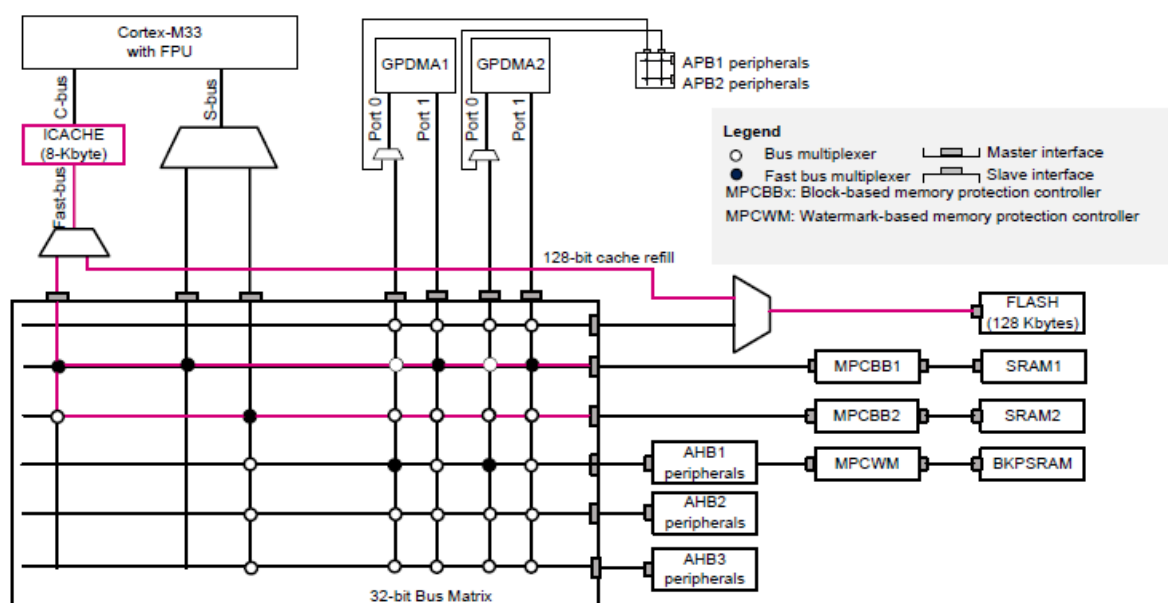 Cortex-M33
with FPU
GPDMA1
GPDMA2
APB1 peripherals
APB2 peripherals
C-bus
S-bus
Port 0
Port 1
Port 0
Port 1
ICACHE
(8-Kbyte)
Legend
Bus multiplexer
Master interface
Fast bus multiplexer
Slave interface
MPCBBx: Block-based memory protection controller
MPCWM: Watermark-based memory protection controller
Fast-bus
128-bit cache refill
FLASH
(128 Kbytes)
MPCBB1
SRAM1
MPCBB2
SRAM2
AHB1
peripherals
MPCWM
BKPSRAM
AHB2
peripherals
AHB3
peripherals
32-bit Bus Matrix